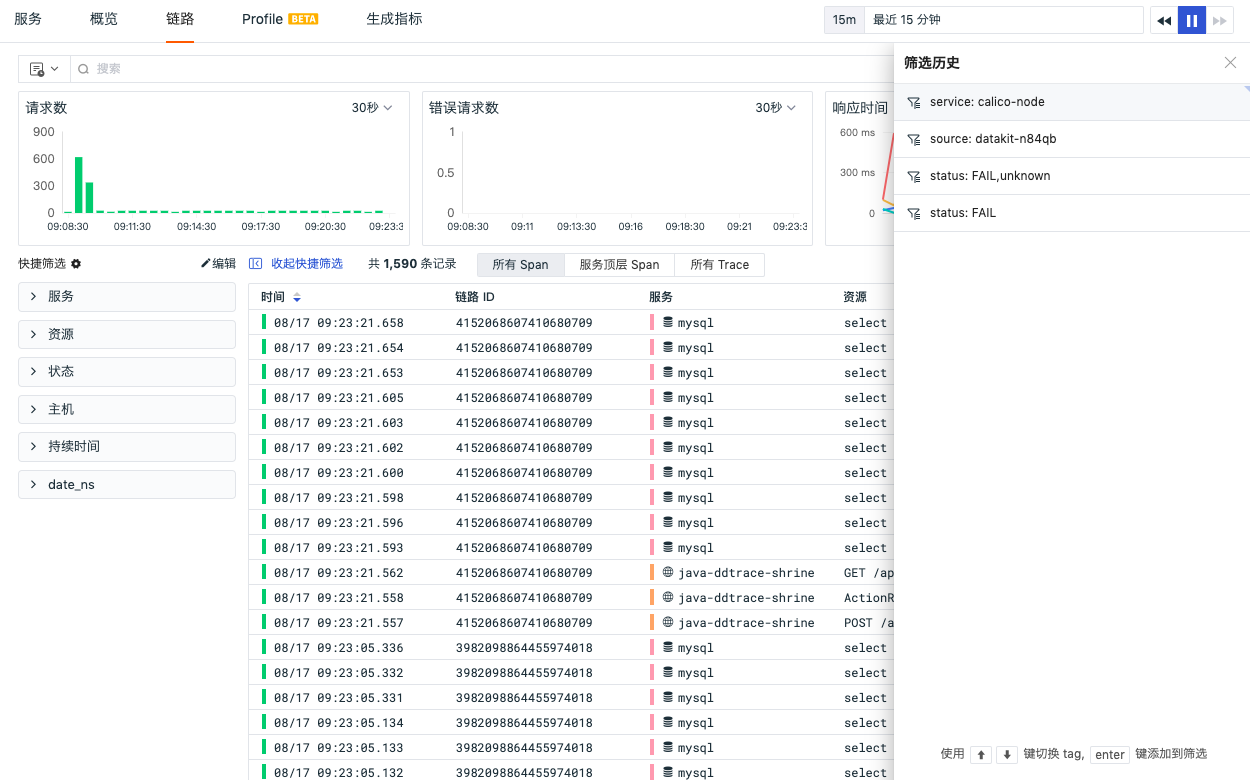 服务 概览 链路 Profile BETA 生成指标 15m 最近 15 分钟
搜索
请求数 30秒
900
600
300
0
09:08:30 09:11:30 09:14:30 09:17:30 09:20:30 09:23:3
错误请求数 30秒
1
0.5
0
09:08:30 09:11 09:13:30 09:16 09:18:30 09:21 09:23:3
响应时间
600 ms
300 ms
0
快捷筛选 编辑
服务
资源
状态
主机
持续时间
date_ns
收起快捷筛选 共 1,590 条记录 所有 Span 服务顶层 Span 所有 Trace
时间 链路 ID 服务 资源
08/17 09:23:21.658 4152068607410680709 mysql select
08/17 09:23:21.654 4152068607410680709 mysql select
08/17 09:23:21.653 4152068607410680709 mysql select
08/17 09:23:21.605 4152068607410680709 mysql select
08/17 09:23:21.603 4152068607410680709 mysql select
08/17 09:23:21.602 4152068607410680709 mysql select
08/17 09:23:21.600 4152068607410680709 mysql select
08/17 09:23:21.598 4152068607410680709 mysql select
08/17 09:23:21.596 4152068607410680709 mysql select
08/17 09:23:21.593 4152068607410680709 mysql select
08/17 09:23:21.562 4152068607410680709 java-ddtrace-shrine GET /ap
08/17 09:23:21.558 4152068607410680709 java-ddtrace-shrine ActionR
08/17 09:23:21.557 4152068607410680709 java-ddtrace-shrine POST /a
08/17 09:23:05.336 3982098864455974018 mysql select
08/17 09:23:05.332 3982098864455974018 mysql select
08/17 09:23:05.331 3982098864455974018 mysql select
08/17 09:23:05.134 3982098864455974018 mysql select
08/17 09:23:05.133 3982098864455974018 mysql select
08/17 09:23:05.132 3982098864455974018 mysql select
筛选历史
service: calico-node
source: datakit-n84qb
status: FAIL,unknown
status: FAIL
使用 ↑ ↓ 键切换 tag, enter 键添加到筛选